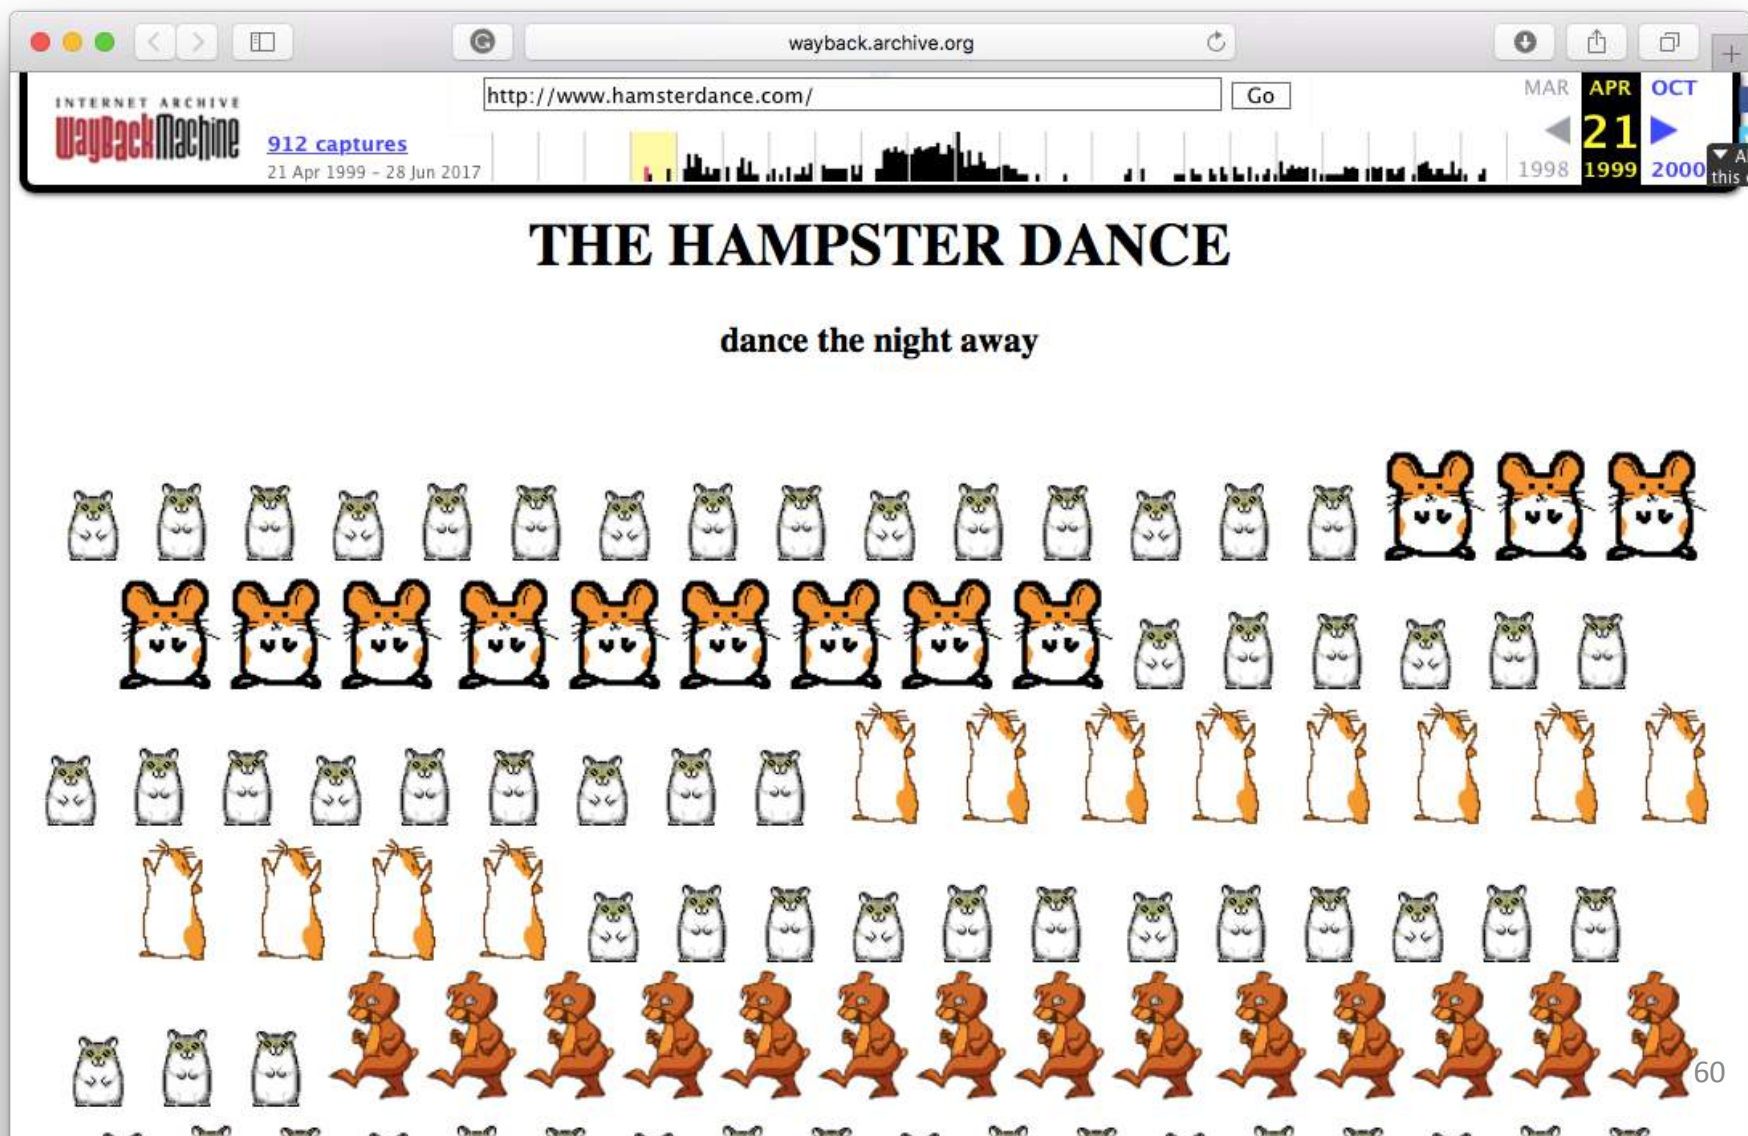 wayback.archive.org
INTERNET ARCHIVE
WayBackMachine
http://www.hamsterdance.com/
Go
912 captures
21 Apr 1999 - 28 Jun 2017
MAR APR OCT
21
1998 1999 2000
this
THE HAMPSTER DANCE
dance the night away
60